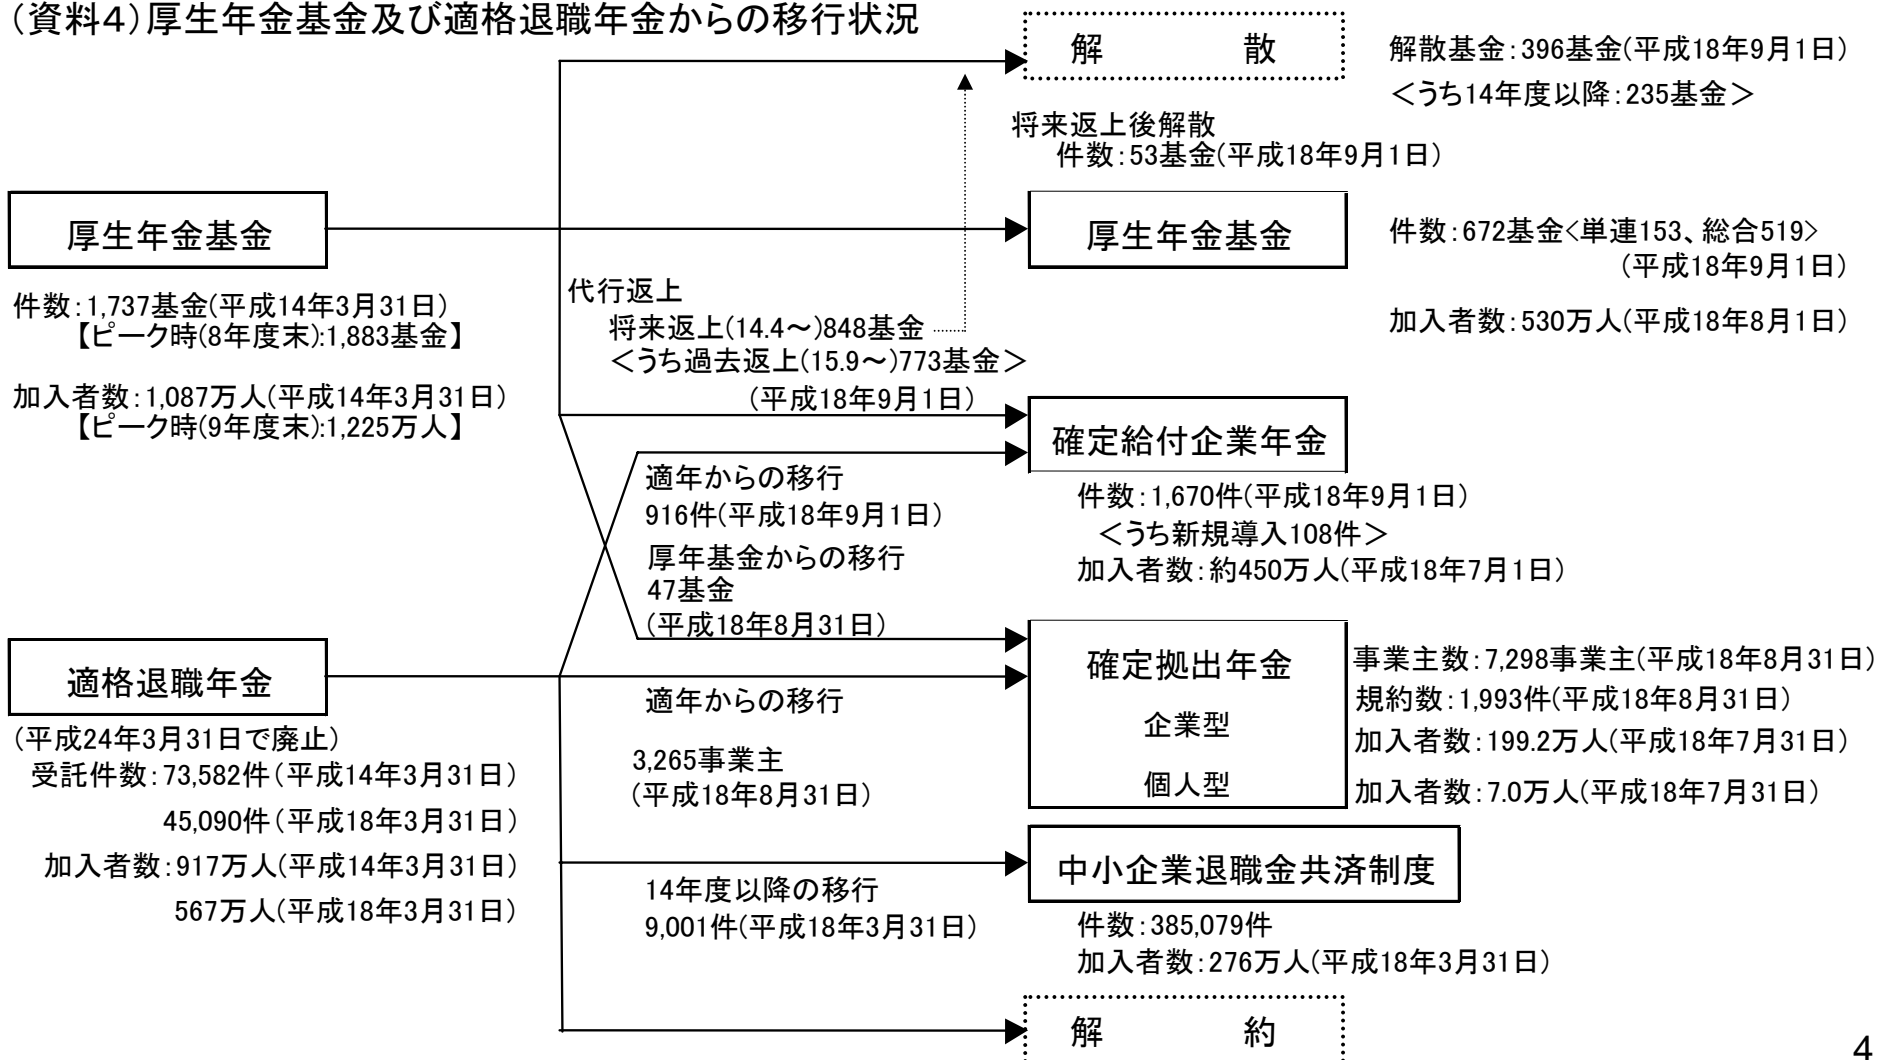 （資料４）厚生年金基金及び適格退職年金からの移行状況
解　散
解散基金：396基金(平成18年9月1日)
＜うち14年度以降：235基金＞
将来返上後解散
件数：53基金(平成18年9月1日)
厚生年金基金
件数：1,737基金(平成14年3月31日)
【ピーク時(8年度末):1,883基金】
加入者数：1,087万人(平成14年3月31日)
【ピーク時(9年度末):1,225万人】
厚生年金基金
件数：672基金<単連153、総合519>
(平成18年9月1日)
加入者数：530万人(平成18年8月1日)
代行返上
将来返上(14.4～)848基金
＜うち過去返上(15.9～)773基金＞
(平成18年9月1日)
確定給付企業年金
件数：1,670件(平成18年9月1日)
＜うち新規導入108件＞
加入者数：約450万人(平成18年7月1日)
適年からの移行
916件(平成18年9月1日)
厚年基金からの移行
47基金
(平成18年8月31日)
適格退職年金
(平成24年3月31日で廃止)
受託件数：73,582件(平成14年3月31日)
45,090件(平成18年3月31日)
加入者数：917万人(平成14年3月31日)
567万人(平成18年3月31日)
適年からの移行
3,265事業主
(平成18年8月31日)
確定拠出年金
企業型
個人型
事業主数：7,298事業主(平成18年8月31日)
規約数：1,993件(平成18年8月31日)
加入者数：199.2万人(平成18年7月31日)
加入者数：7.0万人(平成18年7月31日)
14年度以降の移行
9,001件(平成18年3月31日)
中小企業退職金共済制度
件数：385,079件
加入者数：276万人(平成18年3月31日)
解　約
4